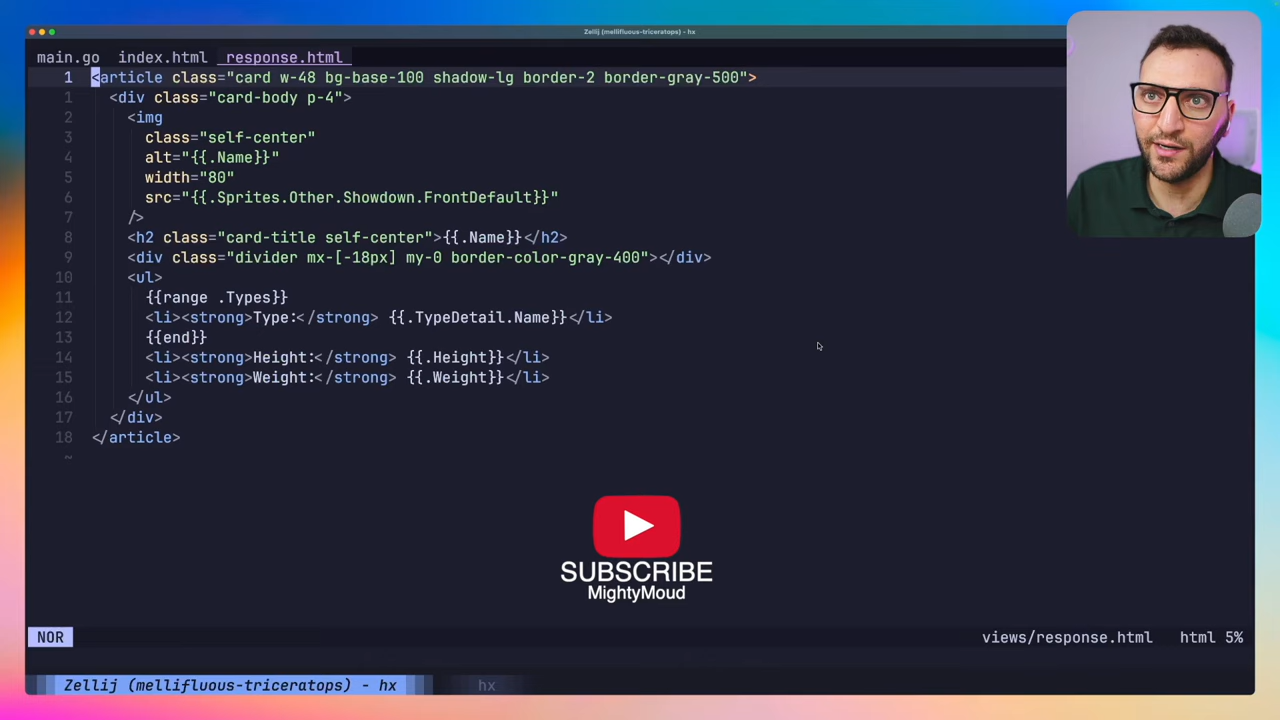 Zellij (mellifluous-triceratops) - hx
main.go index.html response.html
1 <article class="card w-48 bg-base-100 shadow-lg border-2 border-gray-500">
1 <div class="card-body p-4">
2 <img
3 class="self-center"
4 alt="{{.Name}}"
5 width="80"
6 src="{{.Sprites.Other.Showdown.FrontDefault}}"
7 />
8 <h2 class="card-title self-center">{{.Name}}</h2>
9 <div class="divider mx-[-18px] my-0 border-color-gray-400"></div>
10 <ul>
11 {{range .Types}}
12 <li><strong>Type:</strong> {{.TypeDetail.Name}}</li>
13 {{end}}
14 <li><strong>Height:</strong> {{.Height}}</li>
15 <li><strong>Weight:</strong> {{.Weight}}</li>
16 </ul>
17 </div>
18 </article>
~
SUBSCRIBE
MightyMoud
NOR views/response.html html 5%
Zellij (mellifluous-triceratops) - hx hx